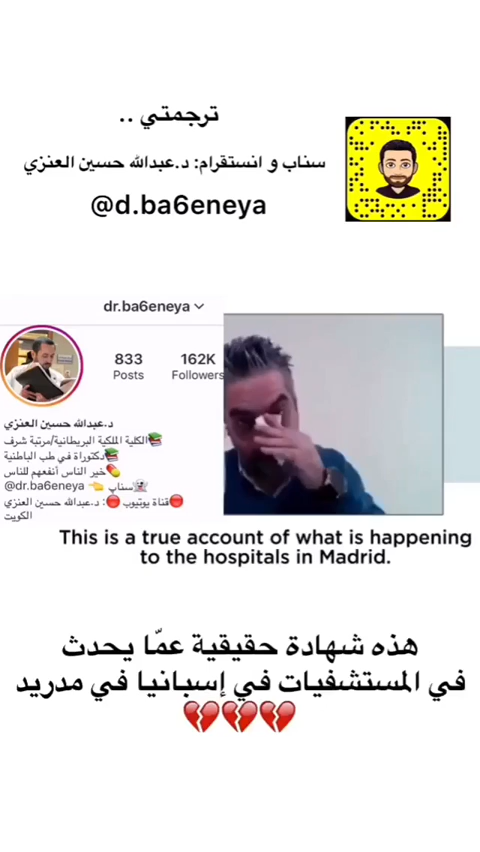 ترجمتي ..
سناب و انستقرام: د.عبدالله حسين العنزي
@d.ba6eneya
dr.ba6eneya
833
162K
Posts
Followers
د.عبدالله حسين العنزي
📚الكلية الملكية البريطانية/مرتبة شرف
📚دكتوراة في طب الباطنية
💊خير الناس أنفعهم للناس
👻سناب 👈 @dr.ba6eneya
🔴قناة يوتيوب🔴: د.عبدالله حسين العنزي
الكويت
This is a true account of what is happening
to the hospitals in Madrid.
هذه شهادة حقيقية عمّا يحدث
في المستشفيات في إسبانيا في مدريد
💔💔💔